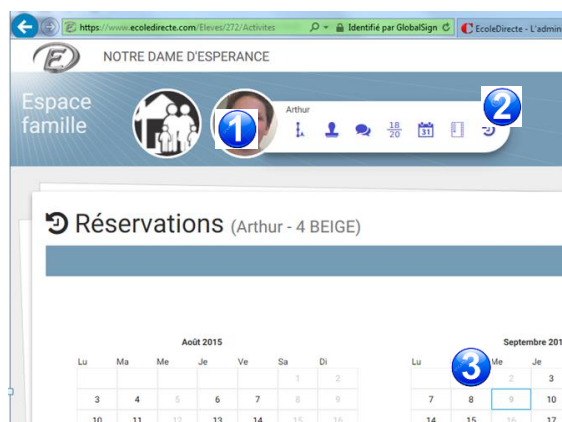 https://www.ecoledirecte.com/Eleves/272/Activites Identifié par GlobalSign EcoleDirecte - L'admin
E NOTRE DAME D'ESPERANCE
Espace
famille
Arthur
1
2
18
20
31
Réservations (Arthur - 4 BEIGE)
Août 2015 Septembre 201
Lu Ma Me Je Ve Sa Di Lu Me Je
3
1 2 2 3
3 4 5 6 7 8 9 7 8 9 10
10 11 12 13 14 15 16 14 15 16 17